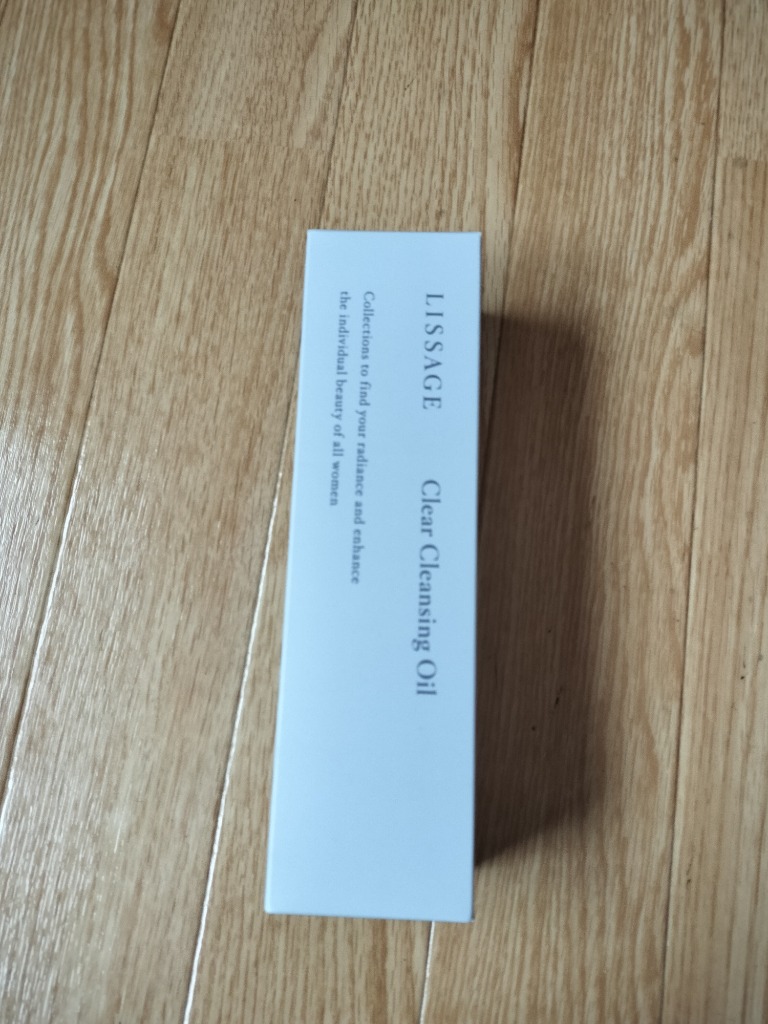 LISSAGE Clear Cleansing Oil
Collections to find your radiance and enhance
the individual beauty of all women